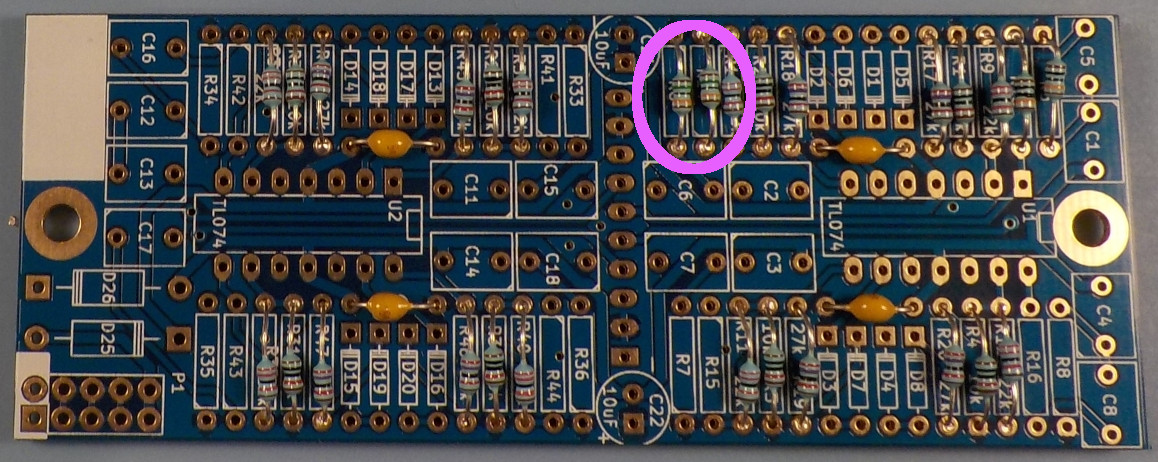 C16
R34
R42
D14
D18
D17
D13
R41
R33
10uF
R18
D2
D6
D1
D5
R17
R9
C5
C12
C1
C13
C11
C15
C6
C2
U2
TL074
U1
TL074
C17
C14
C18
C7
C3
D26
C4
D25
R35
R43
D15
D19
D20
D16
R44
R36
R7
R15
D3
D7
D4
D8
R4
R16
R8
C8
P1
10uF
C22
+